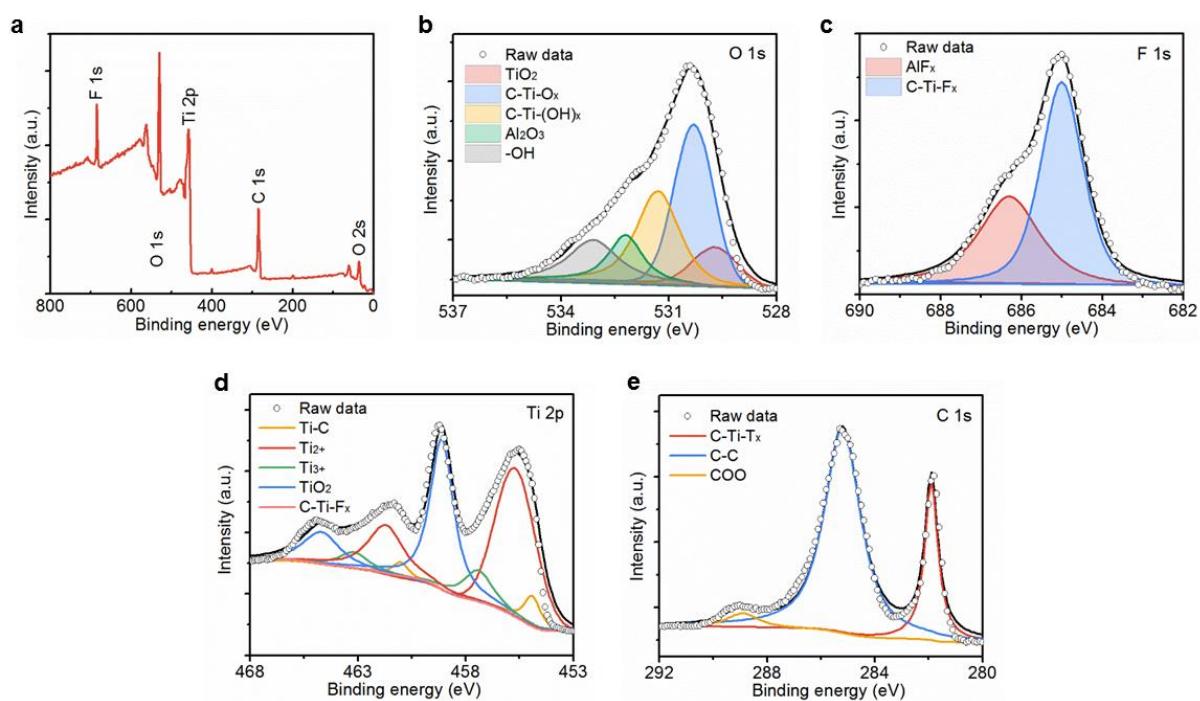 a
Intensity (a.u.)
F 1s
O 1s
Ti 2p
C 1s
O 2s
800 600 400 200 0
Binding energy (eV)
b
O 1s
Raw data
TiO₂
C-Ti-Oₓ
C-Ti-(OH)ₓ
Al₂O₃
-OH
Intensity (a.u.)
537 534 531 528
Binding energy (eV)
c
F 1s
Raw data
AlFₓ
C-Ti-Fₓ
Intensity (a.u.)
690 688 686 684 682
Binding energy (eV)
d
Ti 2p
Raw data
Ti-C
Ti₂₊
Ti₃₊
TiO₂
C-Ti-Fₓ
Intensity (a.u.)
468 463 458 453
Binding energy (eV)
e
C 1s
Raw data
C-Ti-Tₓ
C-C
COO
Intensity (a.u.)
292 288 284 280
Binding energy (eV)